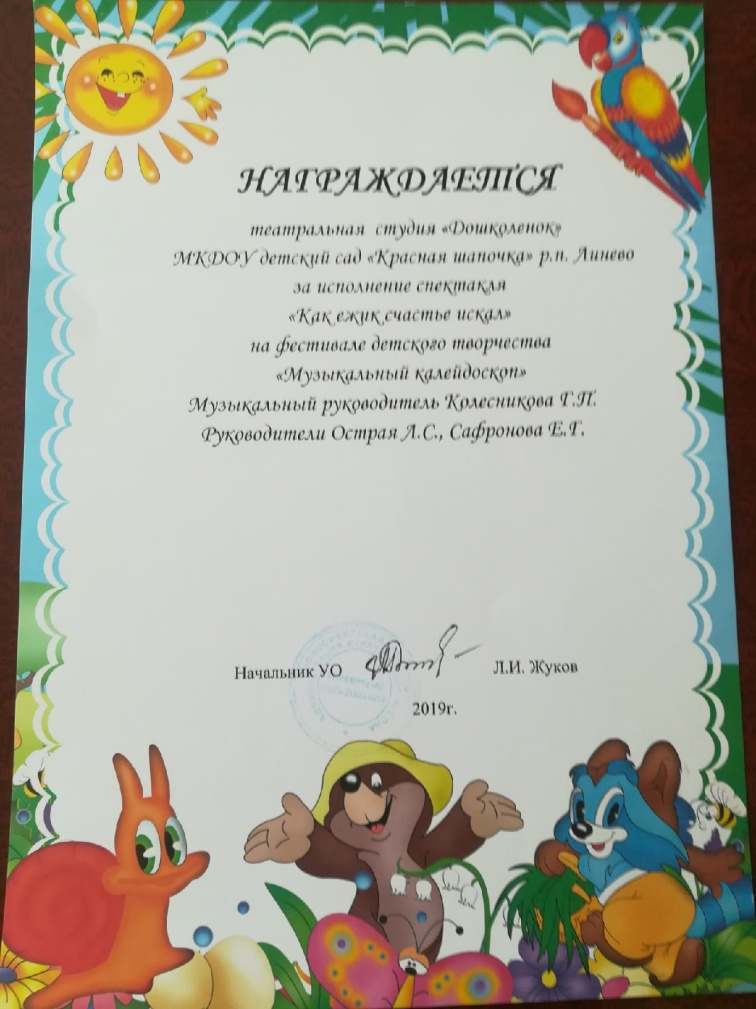 НАГРАЖДАЕТСЯ
театральная студия «Дошколенок»
МКДОУ детский сад «Красная шапочка» р.п. Линево
за исполнение спектакля
«Как ежик счастье искал»
на фестивале детского творчества
«Музыкальный калейдоскоп»
Музыкальный руководитель Колесникова Г.П.
Руководители Острая Л.С., Сафронова Е.Г.
Начальник УО Л.И. Жуков
2019г.